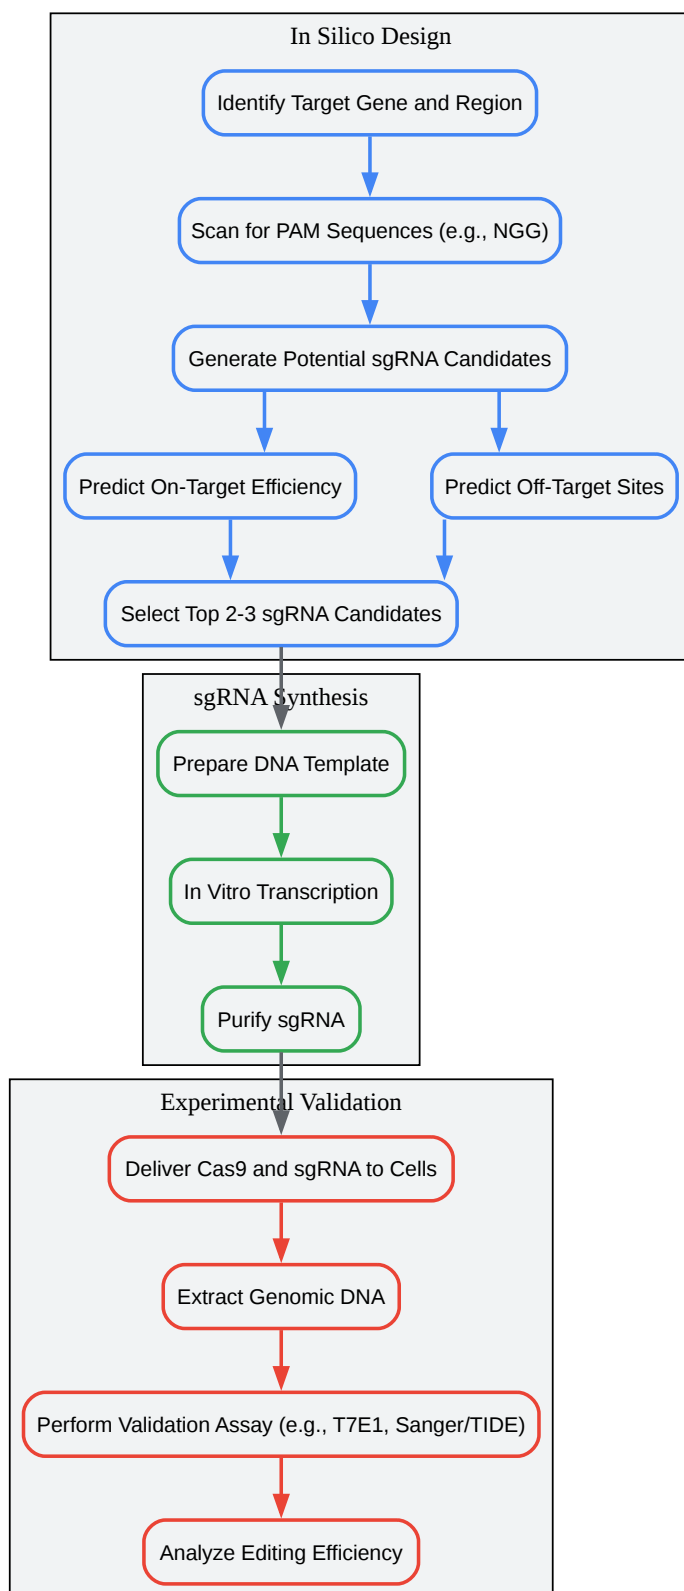 In Silico Design
Identify Target Gene and Region
Scan for PAM Sequences (e.g., NGG)
Generate Potential sgRNA Candidates
Predict On-Target Efficiency
Predict Off-Target Sites
Select Top 2-3 sgRNA Candidates
sgRNA Synthesis
Prepare DNA Template
In Vitro Transcription
Purify sgRNA
Experimental Validation
Deliver Cas9 and sgRNA to Cells
Extract Genomic DNA
Perform Validation Assay (e.g., T7E1, Sanger/TIDE)
Analyze Editing Efficiency